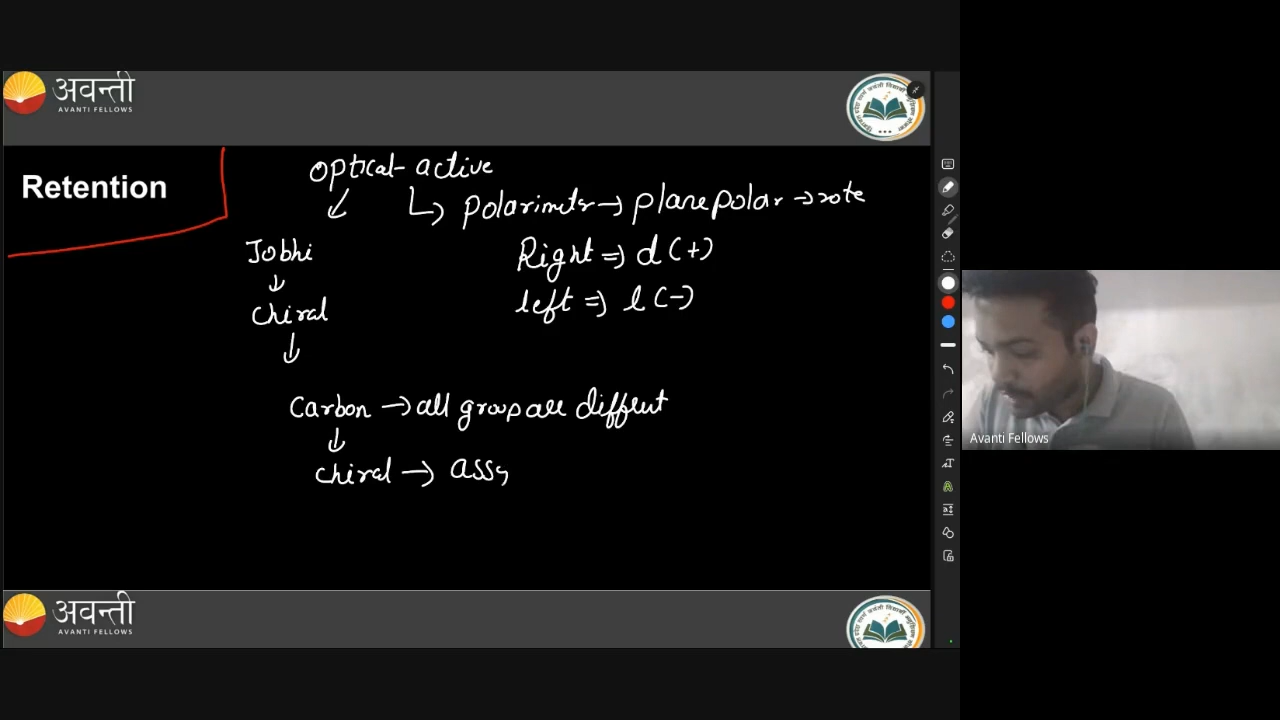 अवन्ती
AVANTI FELLOWS
Retention
optical-active
Polarimeter → plane polar → rote
Jobhi
Right ⇒ d (+)
chiral
left ⇒ l (-)
Carbon → all group are diffent
chiral → assy
Avanti Fellows
अवन्ती
AVANTI FELLOWS